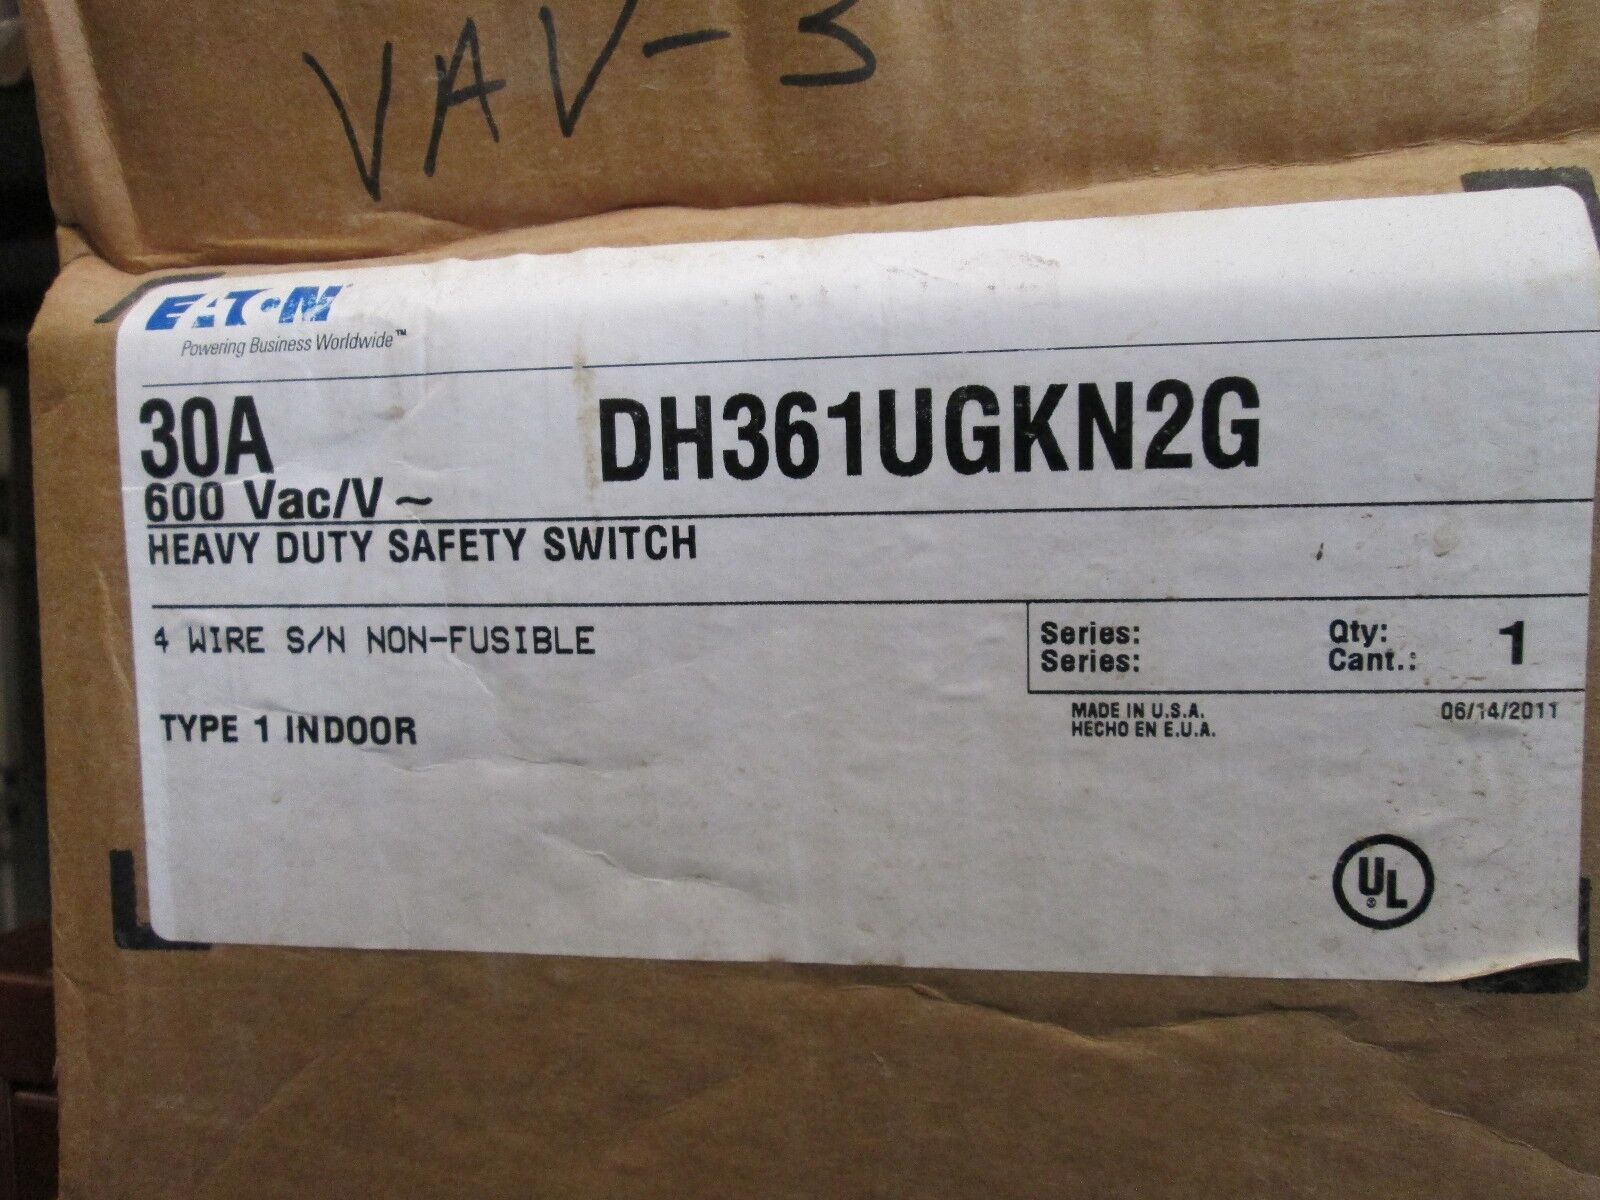 VAV-3
EATON
Powering Business Worldwide™
30A DH361UGKN2G
600 Vac/V ~
HEAVY DUTY SAFETY SWITCH
4 WIRE S/N NON-FUSIBLE
Series: Qty: 1
Series: Cant.:
MADE IN U.S.A. 06/14/2011
HECHO EN E.U.A.
TYPE 1 INDOOR
UL
®